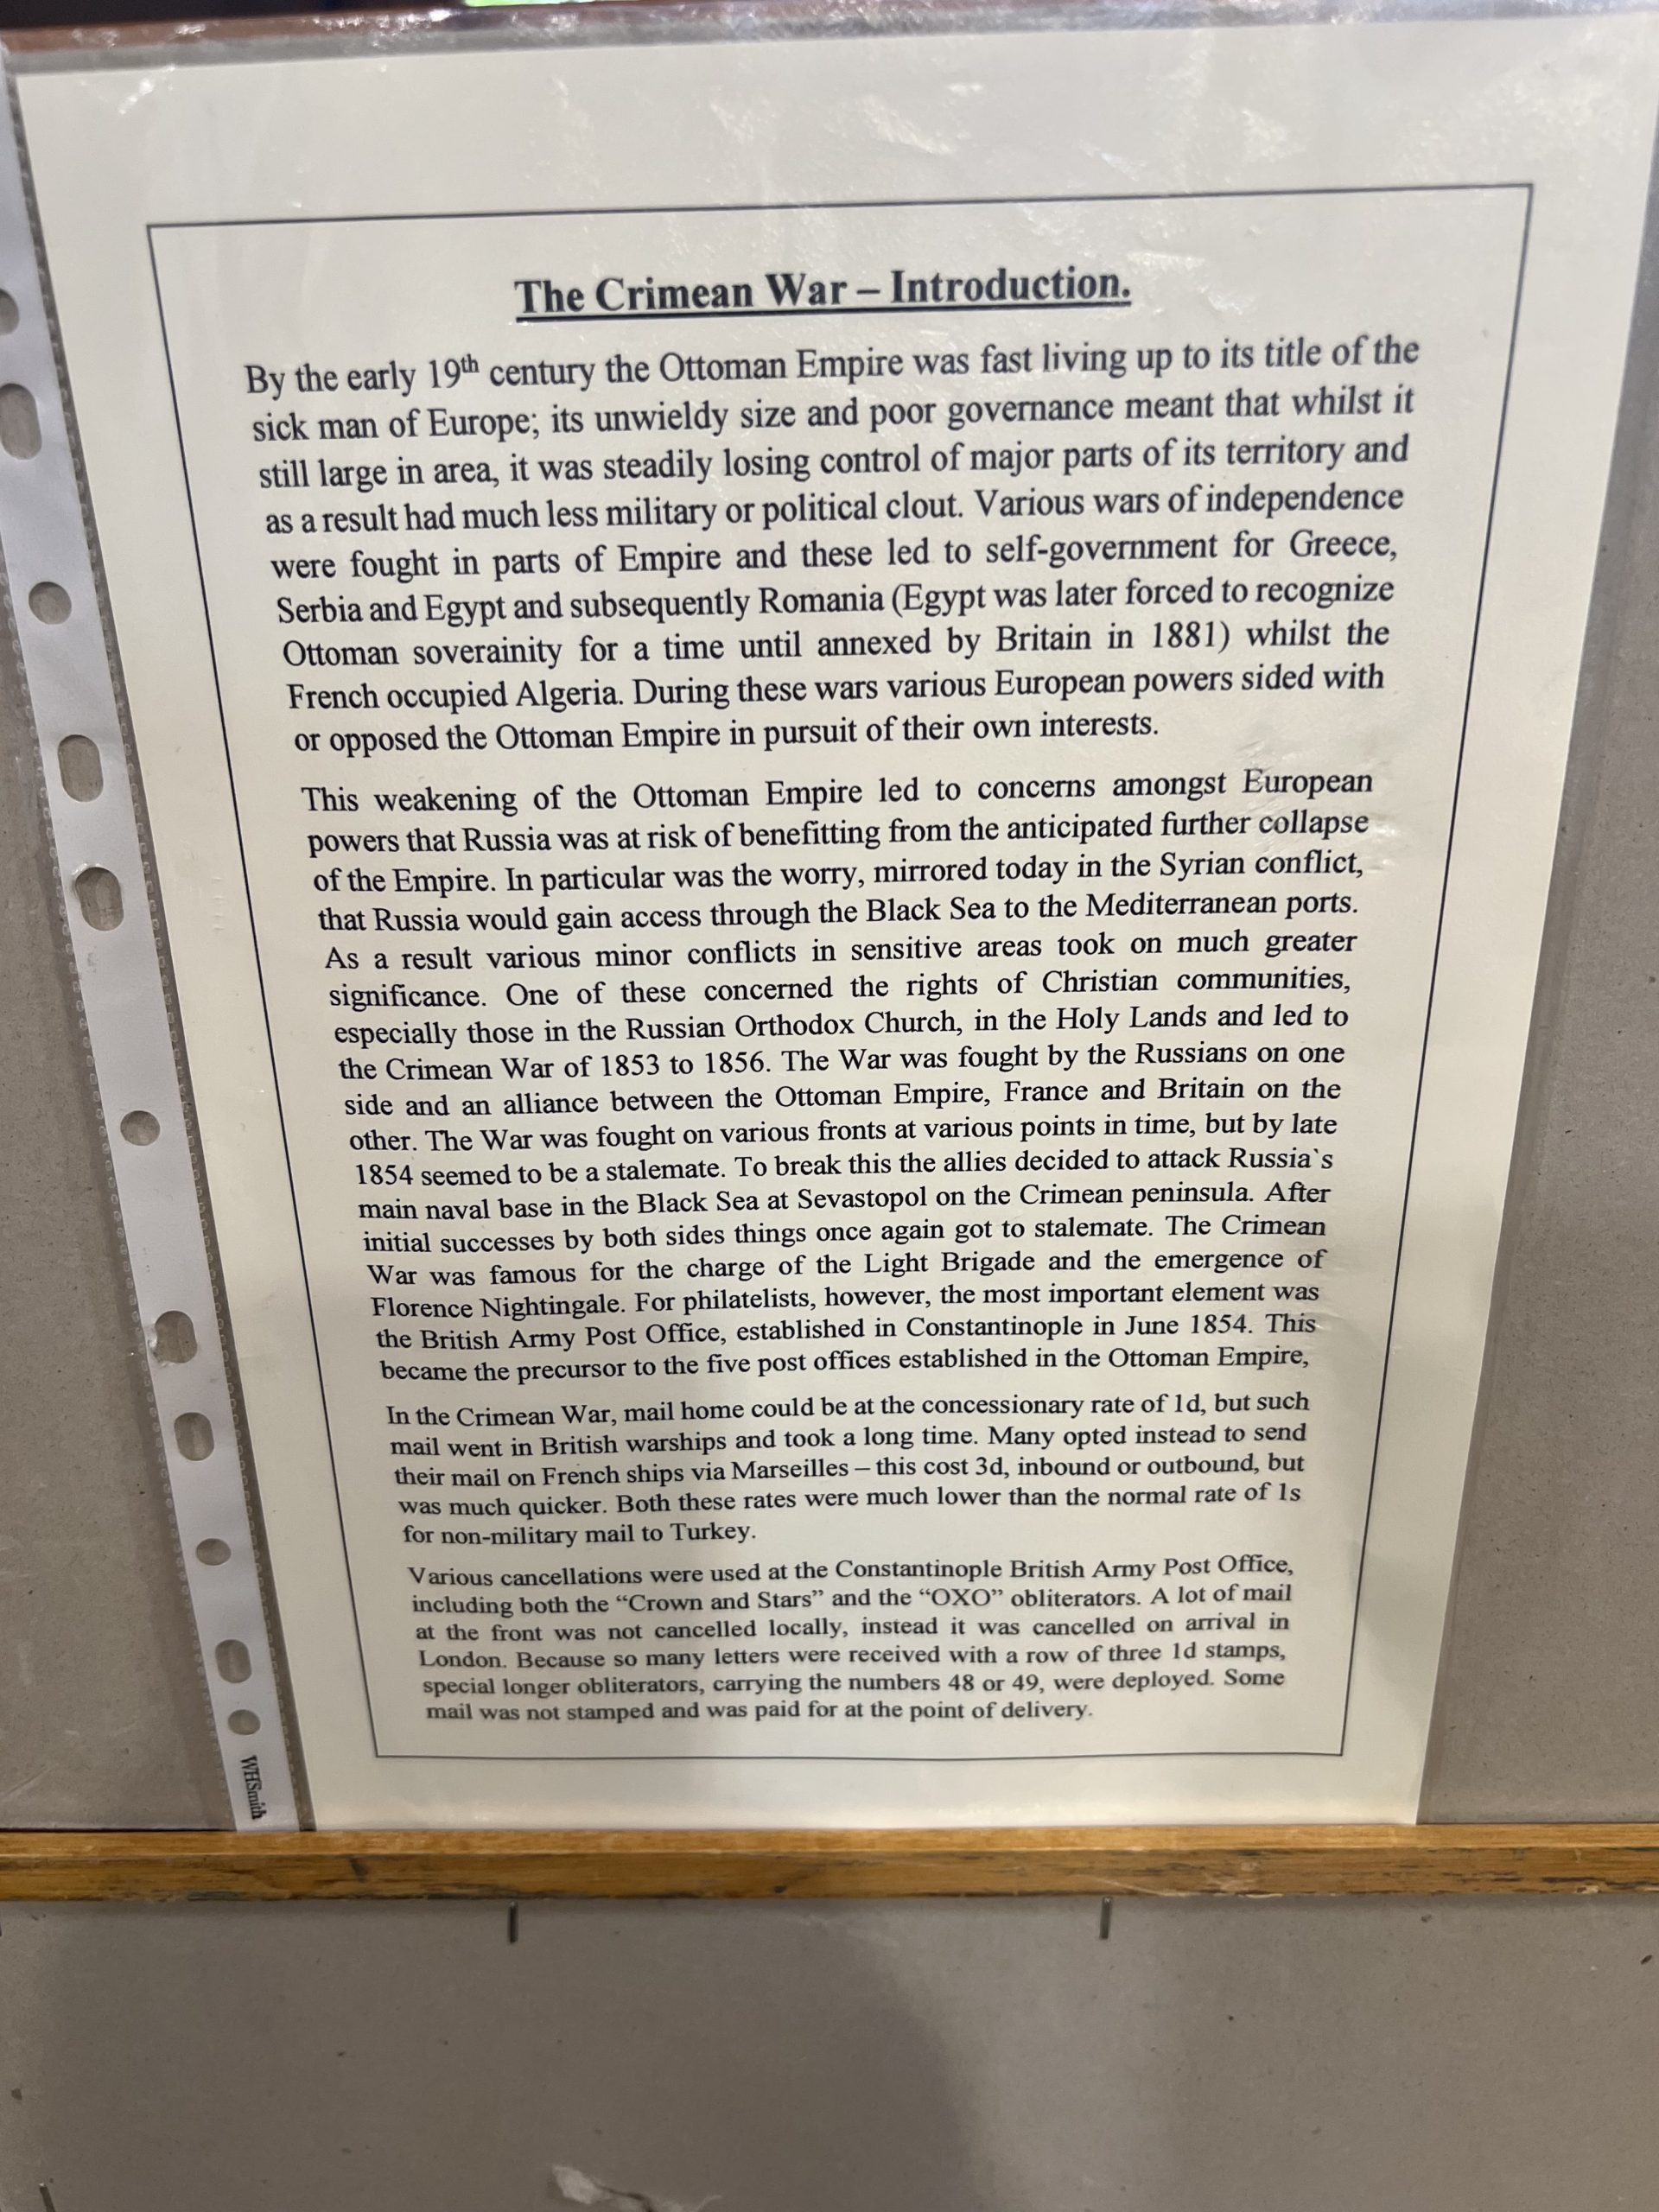 The Crimean War – Introduction.
By the early 19th century the Ottoman Empire was fast living up to its title of the
sick man of Europe; its unwieldy size and poor governance meant that whilst it
still large in area, it was steadily losing control of major parts of its territory and
as a result had much less military or political clout. Various wars of independence
were fought in parts of Empire and these led to self-government for Greece,
Serbia and Egypt and subsequently Romania (Egypt was later forced to recognize
Ottoman soverainity for a time until annexed by Britain in 1881) whilst the
French occupied Algeria. During these wars various European powers sided with
or opposed the Ottoman Empire in pursuit of their own interests.
This weakening of the Ottoman Empire led to concerns amongst European
powers that Russia was at risk of benefitting from the anticipated further collapse
of the Empire. In particular was the worry, mirrored today in the Syrian conflict,
that Russia would gain access through the Black Sea to the Mediterranean ports.
As a result various minor conflicts in sensitive areas took on much greater
significance. One of these concerned the rights of Christian communities,
especially those in the Russian Orthodox Church, in the Holy Lands and led to
the Crimean War of 1853 to 1856. The War was fought by the Russians on one
side and an alliance between the Ottoman Empire, France and Britain on the
other. The War was fought on various fronts at various points in time, but by late
1854 seemed to be a stalemate. To break this the allies decided to attack Russia`s
main naval base in the Black Sea at Sevastopol on the Crimean peninsula. After
initial successes by both sides things once again got to stalemate. The Crimean
War was famous for the charge of the Light Brigade and the emergence of
Florence Nightingale. For philatelists, however, the most important element was
the British Army Post Office, established in Constantinople in June 1854. This
became the precursor to the five post offices established in the Ottoman Empire,
In the Crimean War, mail home could be at the concessionary rate of 1d, but such
mail went in British warships and took a long time. Many opted instead to send
their mail on French ships via Marseilles – this cost 3d, inbound or outbound, but
was much quicker. Both these rates were much lower than the normal rate of 1s
for non-military mail to Turkey.
Various cancellations were used at the Constantinople British Army Post Office,
including both the “Crown and Stars” and the “OXO” obliterators. A lot of mail
at the front was not cancelled locally, instead it was cancelled on arrival in
London. Because so many letters were received with a row of three 1d stamps,
special longer obliterators, carrying the numbers 48 or 49, were deployed. Some
mail was not stamped and was paid for at the point of delivery.
WHSmith